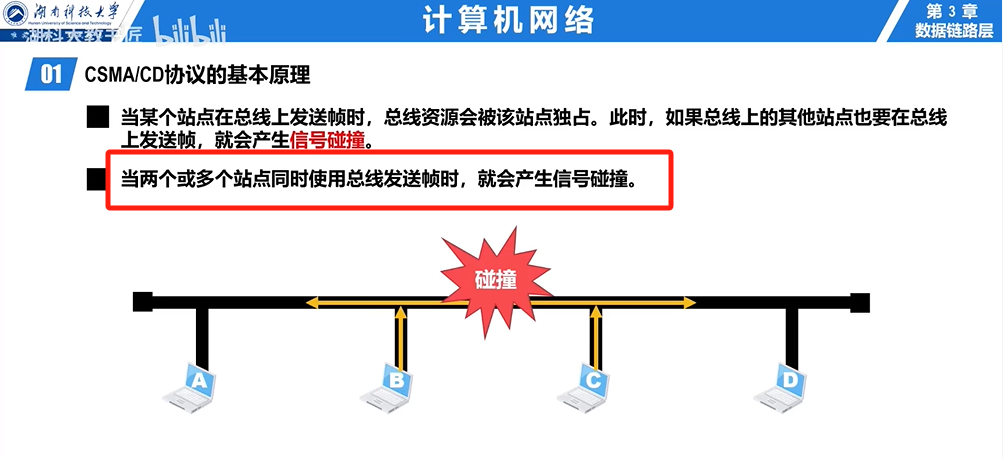 湖南科技大学
Hunan University of Science and Technology
计算机网络
第 3 章
数据链路层
湖科大教书匠 bilibili
01 CSMA/CD协议的基本原理
当某个站点在总线上发送帧时，总线资源会被该站点独占。此时，如果总线上的其他站点也要在总线
上发送帧，就会产生信号碰撞。
当两个或多个站点同时使用总线发送帧时，就会产生信号碰撞。
碰撞
A B C D